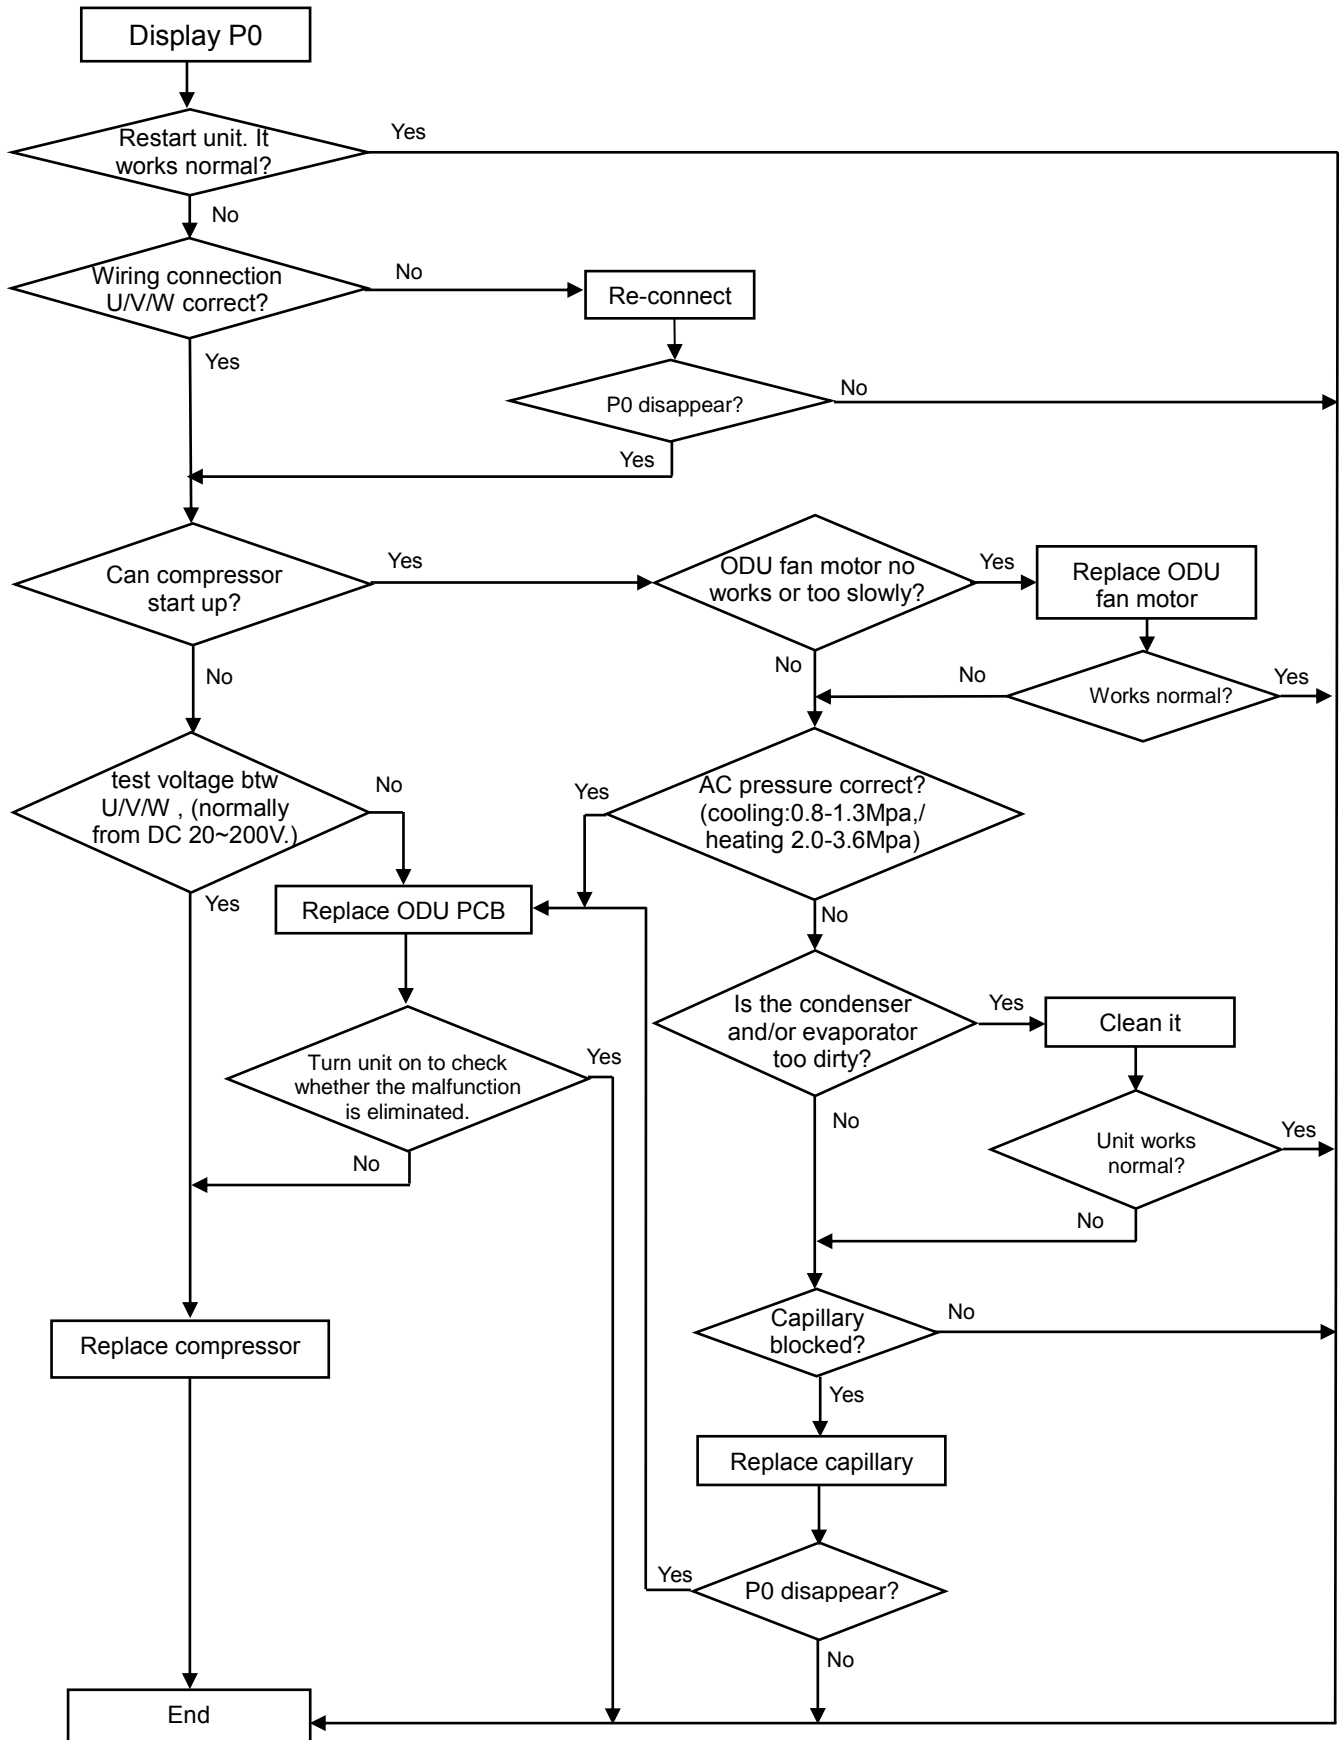 Display P0
Restart unit. It
works normal?
Yes
No
Wiring connection
U/V/W correct?
No
Re-connect
Yes
P0 disappear?
No
Yes
Can compressor
start up?
Yes
ODU fan motor no
works or too slowly?
Yes
Replace ODU
fan motor
No
No
No
Works normal?
Yes
test voltage btw
U/V/W , (normally
from DC 20~200V.)
No
Yes
AC pressure correct?
(cooling:0.8-1.3Mpa,/
heating 2.0-3.6Mpa)
Yes
Replace ODU PCB
No
Is the condenser
and/or evaporator
too dirty?
Yes
Clean it
Turn unit on to check
whether the malfunction
is eliminated.
Yes
No
No
Unit works
normal?
Yes
No
Capillary
blocked?
No
Replace compressor
Yes
Replace capillary
Yes
P0 disappear?
No
End